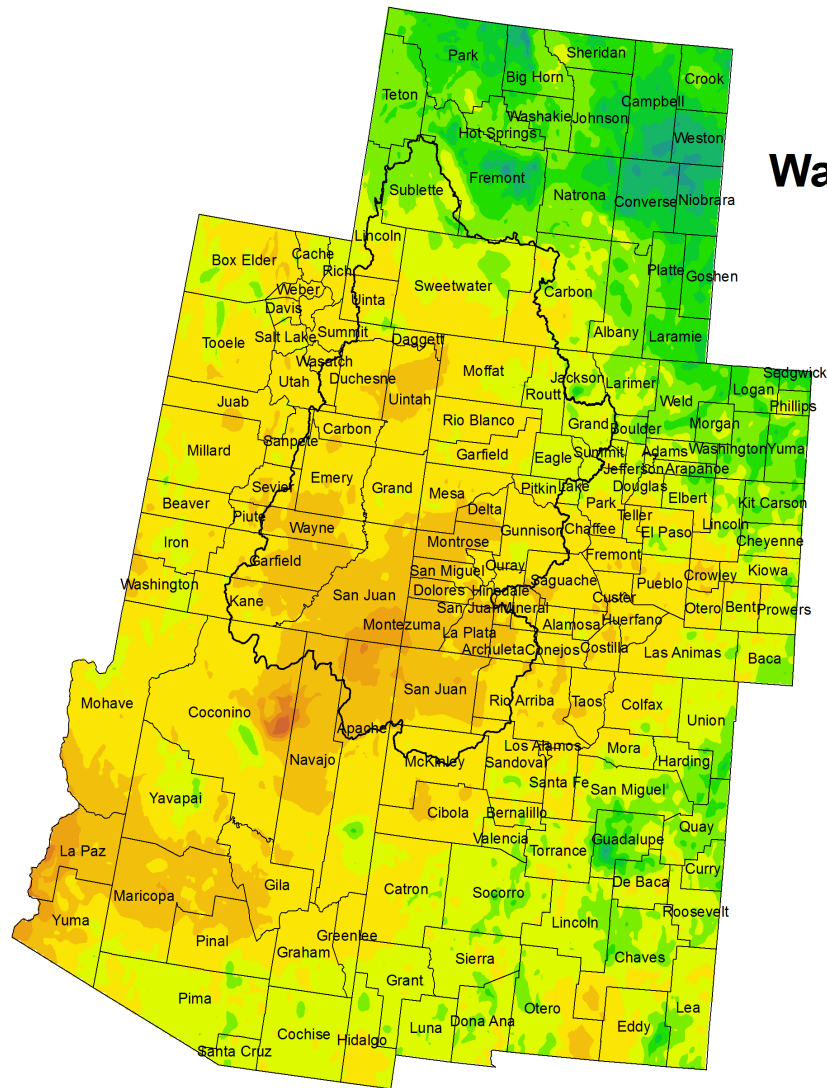 Sheridan
Park
Big Horn
Crook
Teton
Campbell
Washakie
Johnson
Hot Springs
Weston
Wa
Fremont
Sublette
Natrona
Converse
Niobrara
Lincoln
Cache
Box Elder
Rich
Platte
Goshen
Sweetwater
Weber
Uinta
Carbon
Davis
Salt Lake
Summit
Albany
Laramie
Tooele
Daggett
Wasatch
Moffat
Sedgwick
Utah
Duchesne
Jackson
Larimer
Logan
Routt
Uintah
Weld
Phillips
Juab
Rio Blanco
Grand
Boulder
Morgan
Carbon
Sanpete
Millard
Garfield
Eagle
Summit
Adams
Washington
Yuma
Jefferson
Arapahoe
Emery
Sevier
Grand
Mesa
Pitkin
Lake
Douglas
Beaver
Delta
Park
Elbert
Kit Carson
Piute
Wayne
Gunnison
Chaffee
Teller
El Paso
Lincoln
Iron
Montrose
Cheyenne
Fremont
Garfield
San Miguel
Ouray
Saguache
Pueblo
Crowley
Kiowa
Washington
Dolores
Hinsdale
Custer
Kane
San Juan
San Juan
Mineral
Otero
Bent
Prowers
Montezuma
La Plata
Alamosa
Huerfano
Archuleta
Conejos
Costilla
Las Animas
Baca
San Juan
Mohave
Coconino
Rio Arriba
Taos
Colfax
Union
Apache
Navajo
McKinley
Los Alamos
Sandoval
Mora
Harding
Santa Fe
San Miguel
Yavapai
Cibola
Bernalillo
Quay
Valencia
Guadalupe
La Paz
Torrance
Curry
Maricopa
Gila
Catron
Socorro
De Baca
Yuma
Lincoln
Roosevelt
Pinal
Greenlee
Graham
Sierra
Chaves
Grant
Pima
Otero
Lea
Cochise
Hidalgo
Luna
Dona Ana
Eddy
Santa Cruz